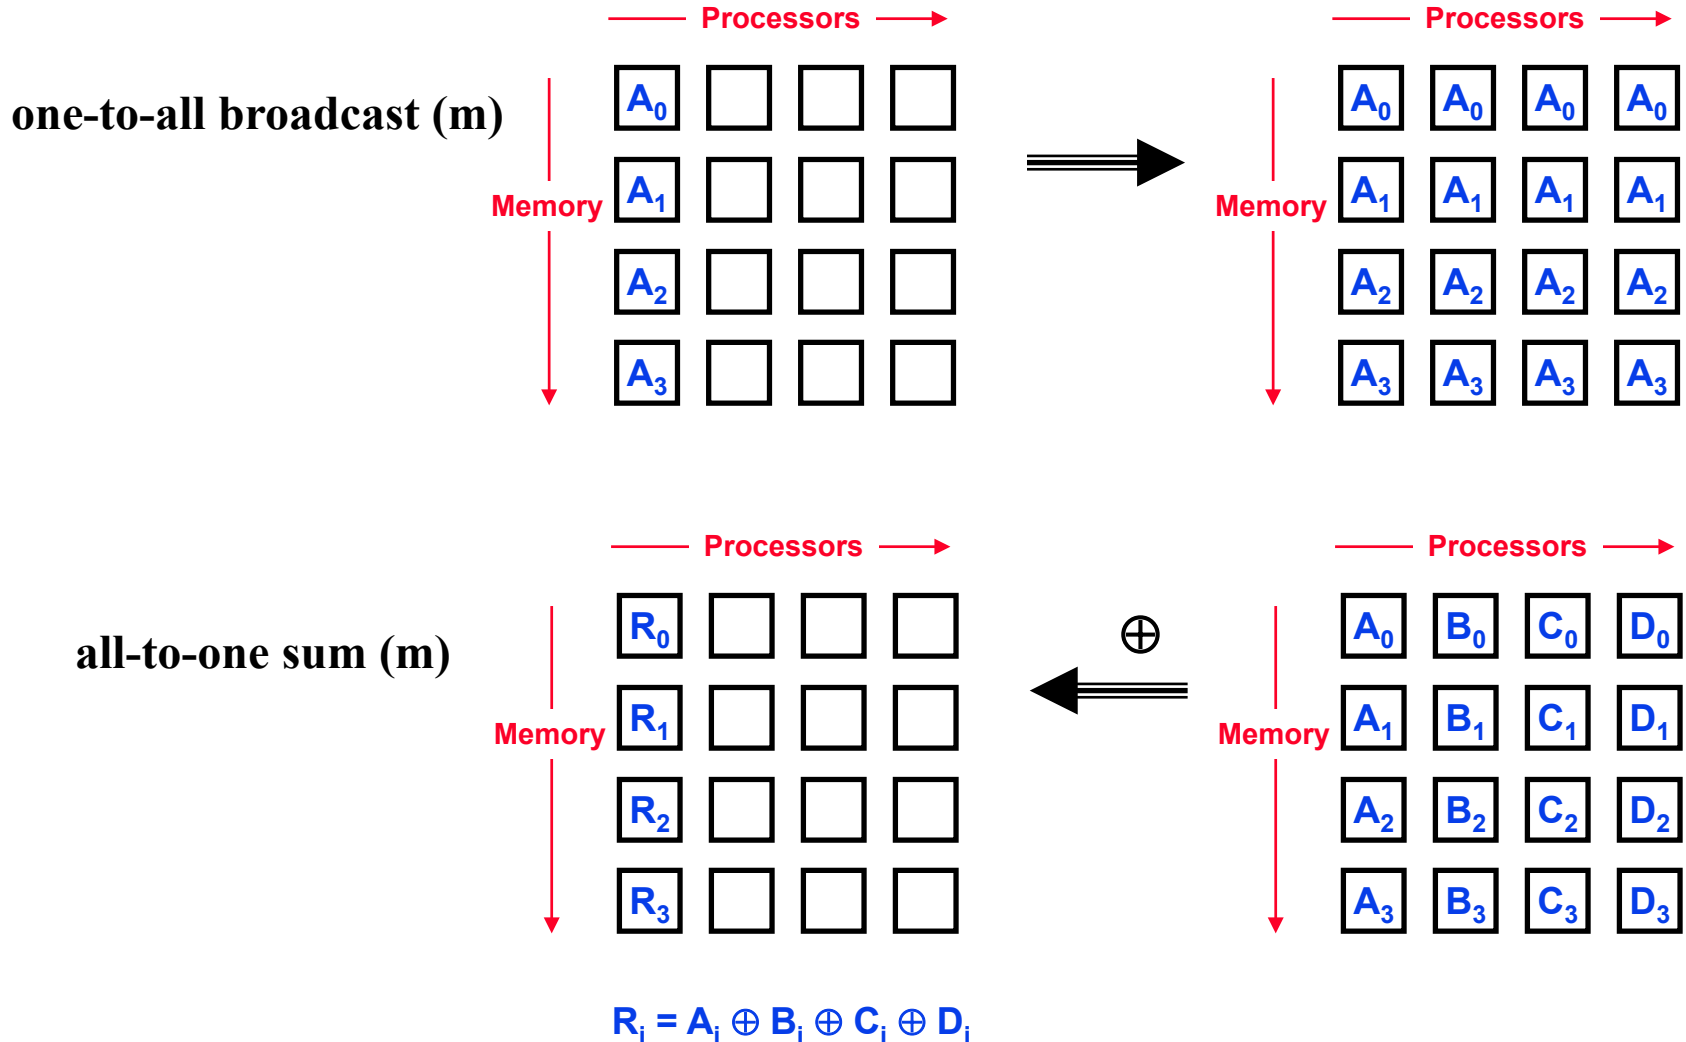 Processors Processors
one-to-all broadcast (m)
A₀ A₀ A₀ A₀ A₀
A₁ A₁ A₁ A₁ A₁
Memory Memory
A₂ A₂ A₂ A₂ A₂
A₃ A₃ A₃ A₃ A₃
Processors Processors
⊕
all-to-one sum (m)
R₀ A₀ B₀ C₀ D₀
R₁ A₁ B₁ C₁ D₁
Memory Memory
R₂ A₂ B₂ C₂ D₂
R₃ A₃ B₃ C₃ D₃
Rᵢ = Aᵢ ⊕ Bᵢ ⊕ Cᵢ ⊕ Dᵢ